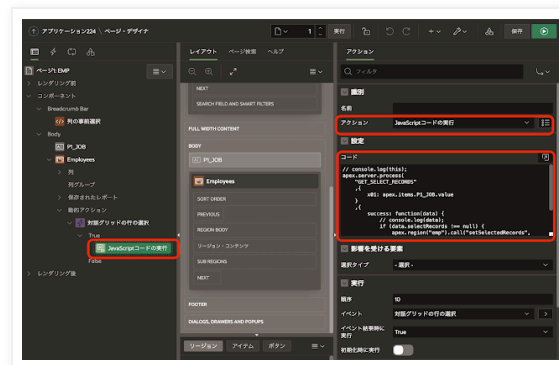 アプリケーション224 \ ページ・デザイナ
1
実行
保存
ページ1: EMP
レンダリング前
コンポーネント
Breadcrumb Bar
列の事前選択
Body
P1_JOB
Employees
列
列グループ
保存されたレポート
動的アクション
対話グリッドの行の選択
True
JavaScriptコードの実行
False
レンダリング後
レイアウト
ページ検索
ヘルプ
NEXT
SEARCH FIELD AND SMART FILTERS
FULL WIDTH CONTENT
BODY
P1_JOB
Employees
SORT ORDER
PREVIOUS
REGION BODY
リージョン・コンテンツ
SUB REGIONS
NEXT
FOOTER
DIALOGS, DRAWERS AND POPUPS
リージョン
アイテム
ボタン
アクション
フィルタ
識別
名前
アクション
JavaScriptコードの実行
設定
コード
// console.log(this);
apex.server.process(
"GET_SELECT_RECORDS"
,{
x01: apex.items.P1_JOB.value
}
,{
success: function(data) {
// console.log(data);
if (data.selectRecords !== null) {
apex.region("emp").call("setSelectedRecords",
影響を受ける要素
選択タイプ
- 選択 -
実行
順序
10
イベント
対話グリッドの行の選択
イベント結果時に実行
True
初期化時に実行